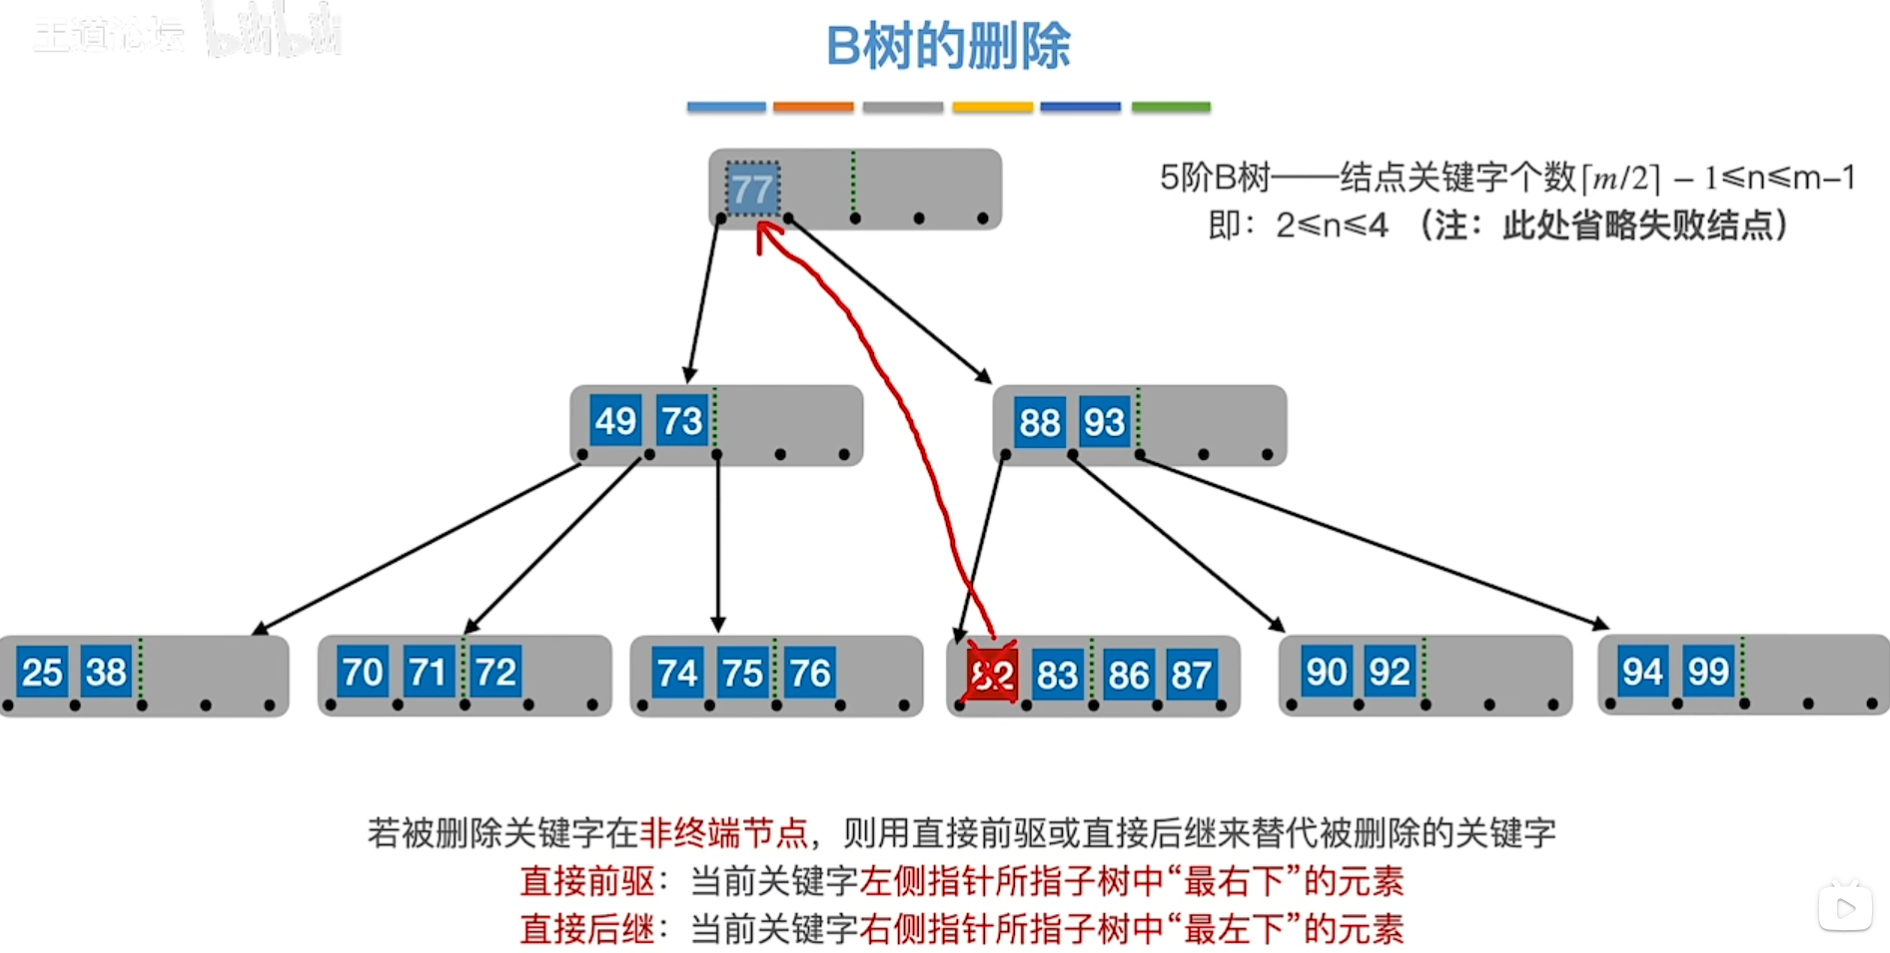 王道论坛 bilibili
B树的删除
77
5阶B树——结点关键字个数⌈m/2⌉ – 1≤n≤m–1
即：2≤n≤4 （注：此处省略失败结点）
49 73
88 93
25 38
70 71 72
74 75 76
82 83 86 87
90 92
94 99
若被删除关键字在非终端节点，则用直接前驱或直接后继来替代被删除的关键字
直接前驱：当前关键字左侧指针所指子树中“最右下”的元素
直接后继：当前关键字右侧指针所指子树中“最左下”的元素